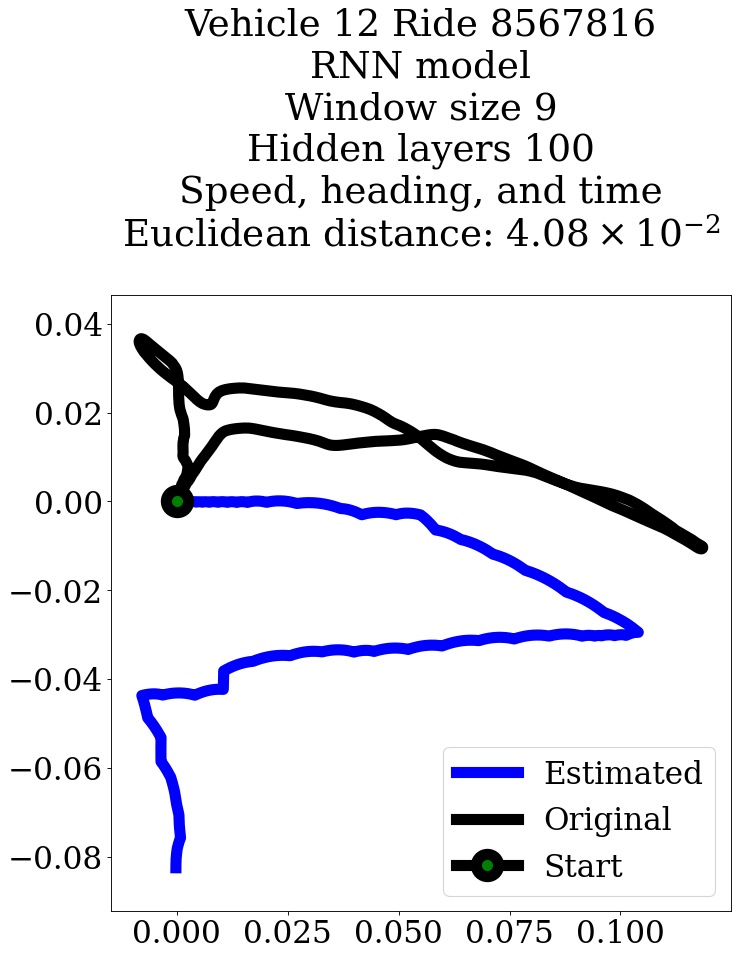 Vehicle 12 Ride 8567816
RNN model
Window size 9
Hidden layers 100
Speed, heading, and time
Euclidean distance: 4.08 × 10⁻²
0.04
0.02
0.00
−0.02
−0.04
−0.06
−0.08
Estimated
Original
Start
0.000 0.025 0.050 0.075 0.100